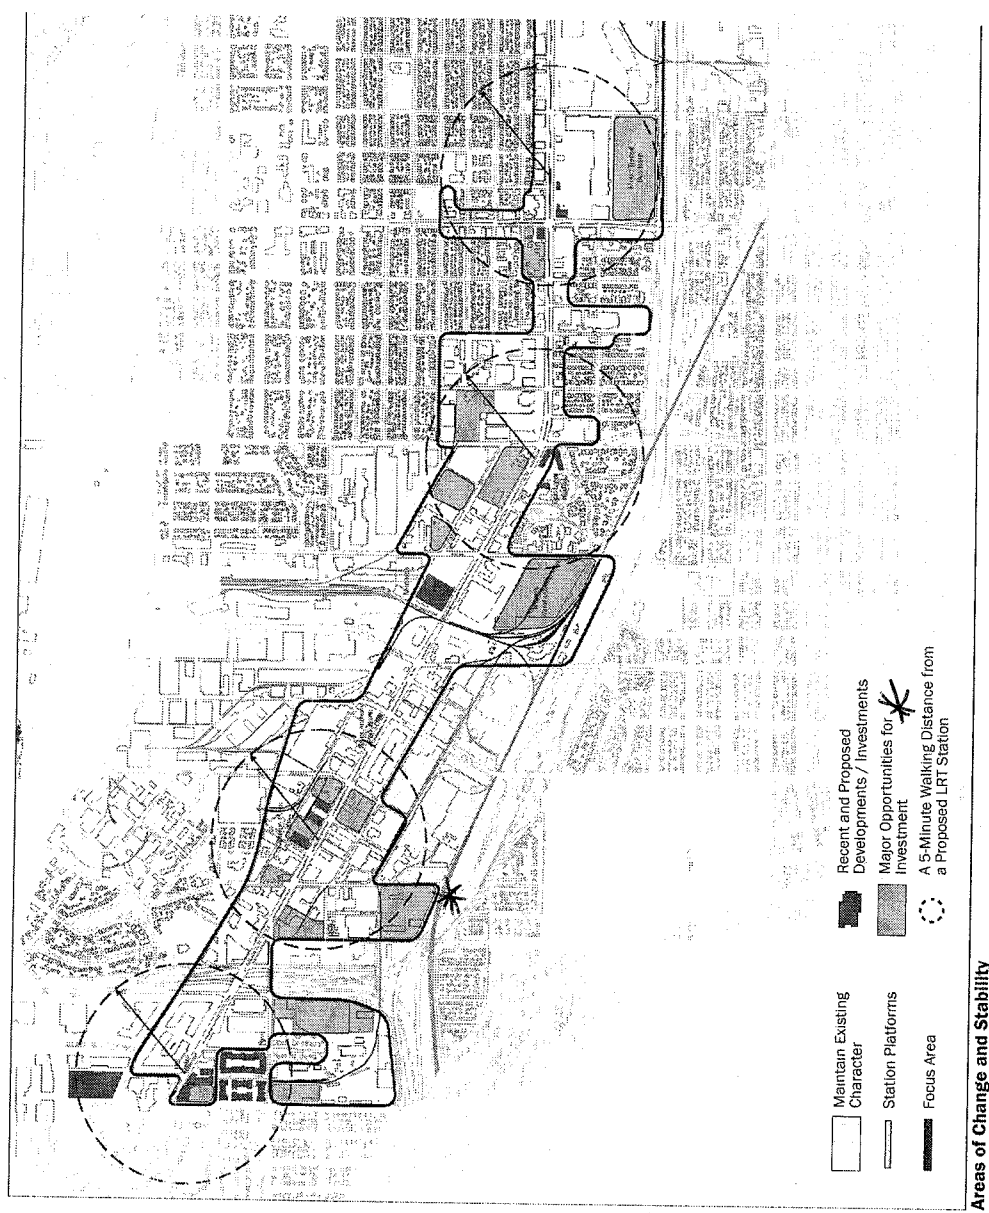 Maintain Existing
Character
Station Platforms
Focus Area
Recent and Proposed
Developments / Investments
Major Opportunities for
Investment
A 5-Minute Walking Distance from
a Proposed LRT Station
Areas of Change and Stability